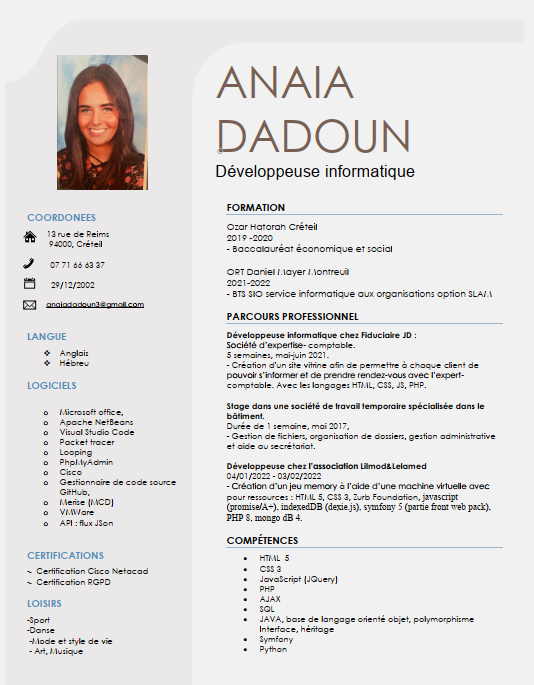 ANAIA
DADOUN
Développeuse informatique
COORDONEES
13 rue de Reims
94000, Créteil
07 71 66 63 37
29/12/2002
anaiadadoun3@gmail.com
LANGUE
Anglais
Hébreu
LOGICIELS
Microsoft office,
Apache NetBeans
Visual Studio Code
Packet tracer
Looping
PhpMyAdmin
Cisco
Gestionnaire de code source
GitHub,
Merise (MCD)
VMWare
API : flux JSon
CERTIFICATIONS
~ Certification Cisco Netacad
~ Certification RGPD
LOISIRS
-Sport
-Danse
-Mode et style de vie
- Art, Musique
FORMATION
Ozar Hatorah Créteil
2019 -2020
- Baccalauréat économique et social
ORT Daniel Mayer Montreuil
2021-2022
- BTS SIO service informatique aux organisations option SLAM
PARCOURS PROFESSIONNEL
Développeuse informatique chez Fiduciaire JD :
Société d'expertise- comptable.
5 semaines, mai-juin 2021.
- Création d'un site vitrine afin de permettre à chaque client de
pouvoir s'informer et de prendre rendez-vous avec l'expert-
comptable. Avec les langages HTML, CSS, JS, PHP.
Stage dans une société de travail temporaire spécialisée dans le
bâtiment.
Durée de 1 semaine, mai 2017,
- Gestion de fichiers, organisation de dossiers, gestion administrative
et aide au secrétariat.
Développeuse chez l'association Lilmod&Lelamed
04/01/2022 - 03/02/2022
- Création d'un jeu memory à l'aide d'une machine virtuelle avec
pour ressources : HTML 5, CSS 3, Zurb Foundation, javascript
(promise/A+), indexedDB (dexie.js), symfony 5 (partie front web pack),
PHP 8, mongo dB 4.
COMPÉTENCES
HTML 5
CSS 3
JavaScript (JQuery)
PHP
AJAX
SQL
JAVA, base de langage orienté objet, polymorphisme
Interface, héritage
Symfony
Python